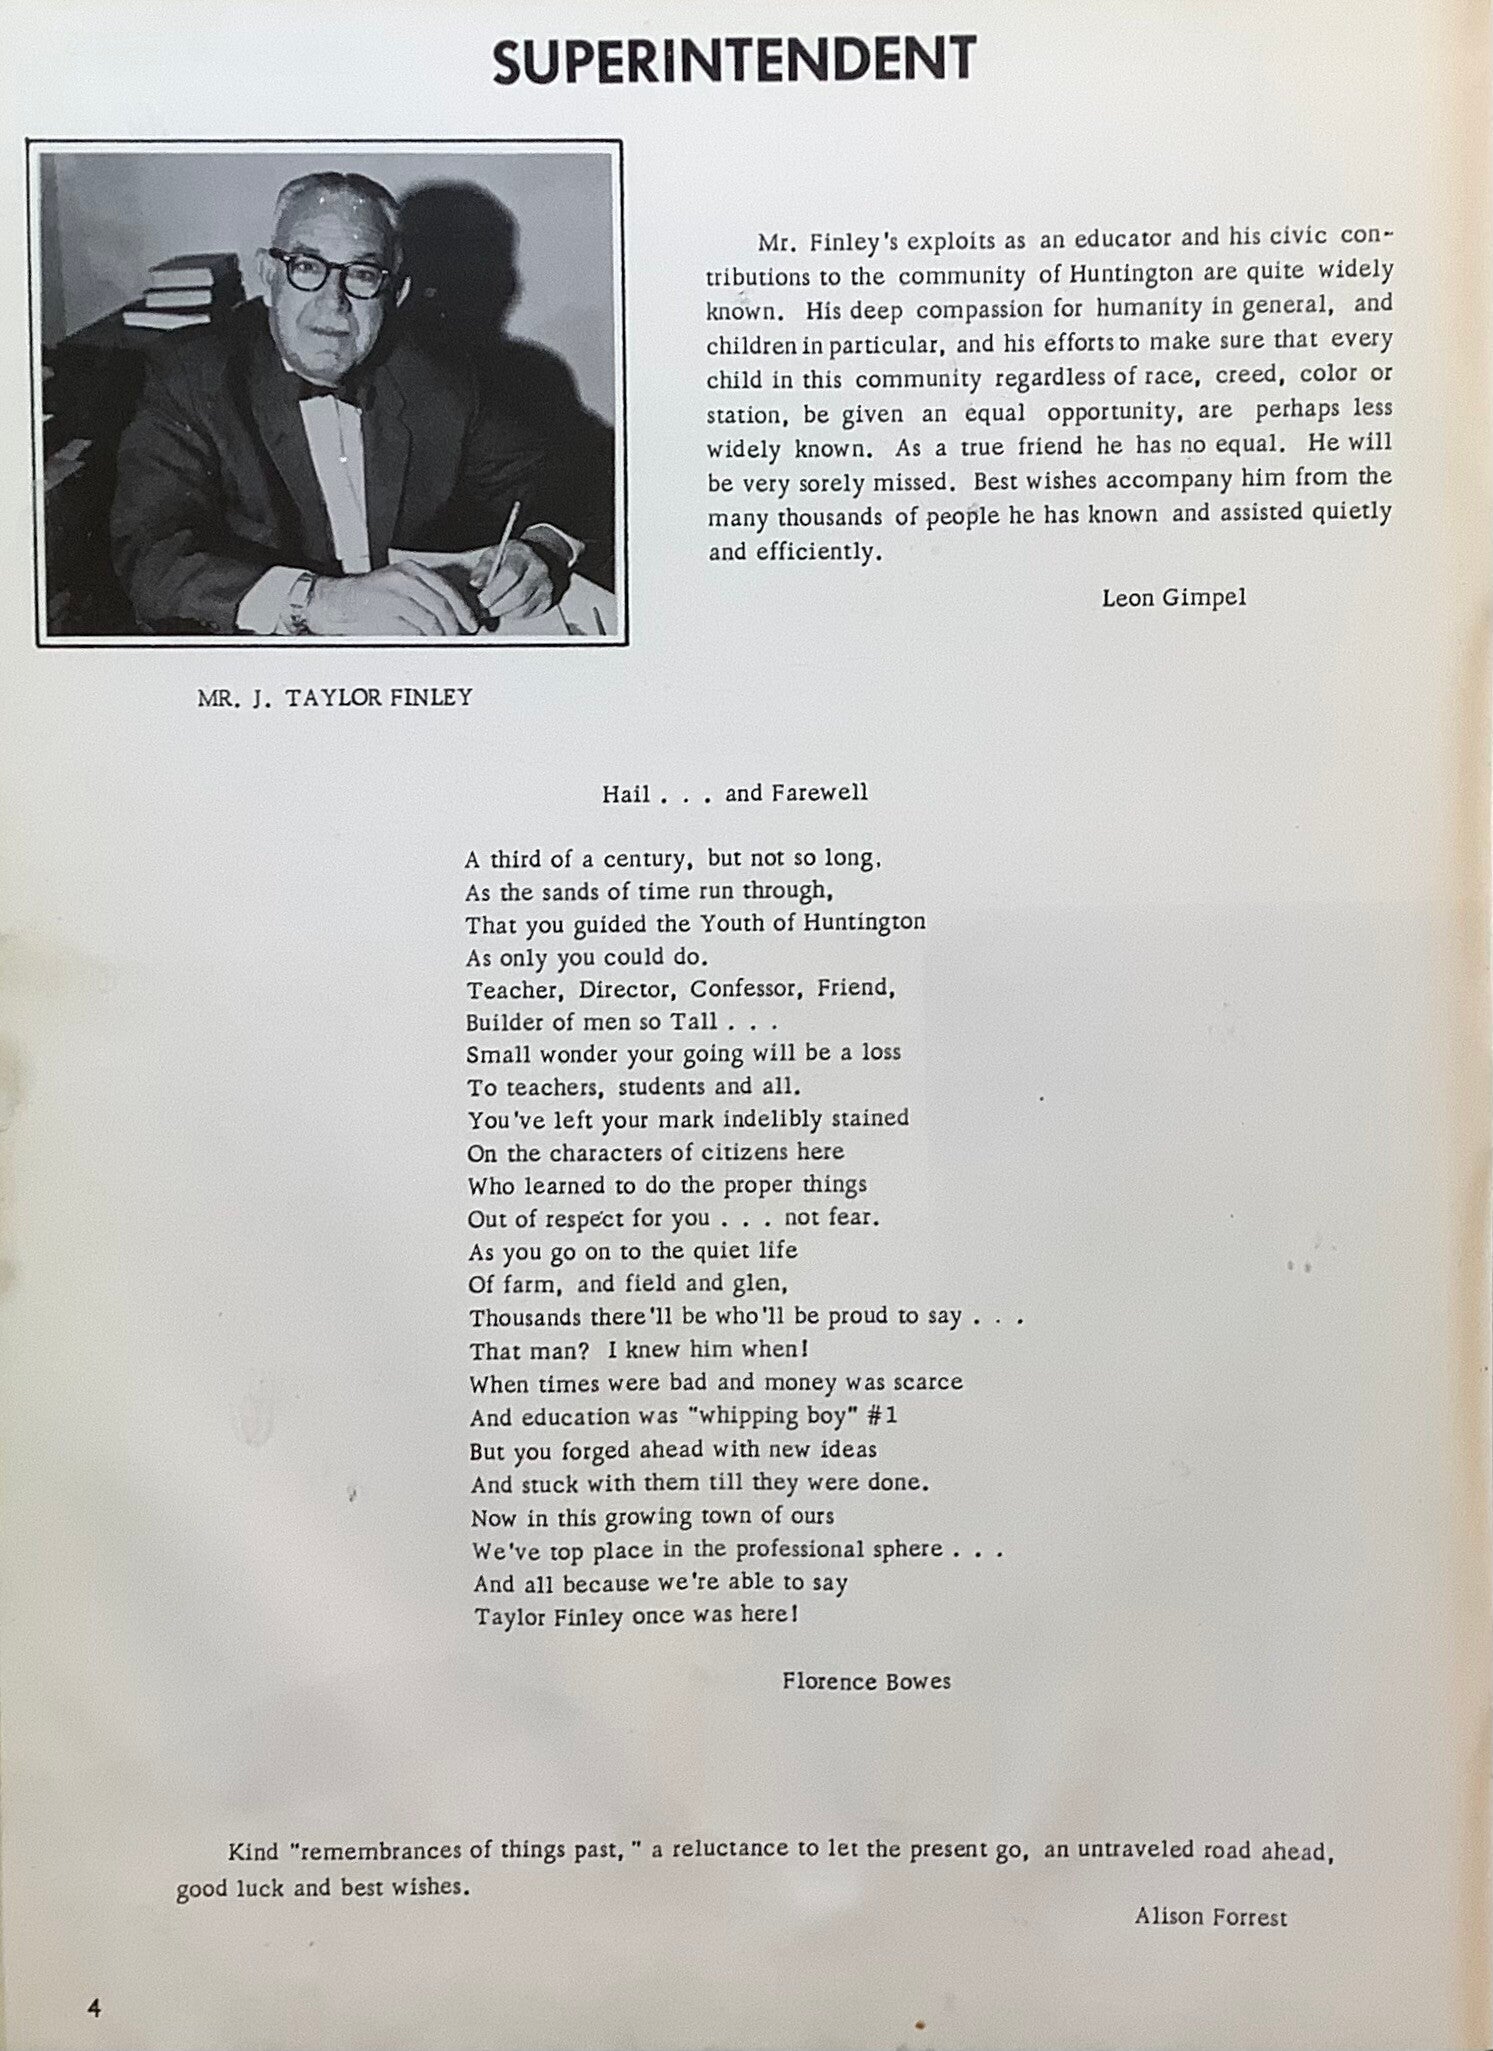 SUPERINTENDENT
Mr. Finley's exploits as an educator and his civic con-
tributions to the community of Huntington are quite widely
known. His deep compassion for humanity in general, and
children in particular, and his efforts to make sure that every
child in this community regardless of race, creed, color or
station, be given an equal opportunity, are perhaps less
widely known. As a true friend he has no equal. He will
be very sorely missed. Best wishes accompany him from the
many thousands of people he has known and assisted quietly
and efficiently.
Leon Gimpel
MR. J. TAYLOR FINLEY
Hail . . . and Farewell
A third of a century, but not so long,
As the sands of time run through,
That you guided the Youth of Huntington
As only you could do.
Teacher, Director, Confessor, Friend,
Builder of men so Tall . . .
Small wonder your going will be a loss
To teachers, students and all.
You've left your mark indelibly stained
On the characters of citizens here
Who learned to do the proper things
Out of respect for you . . . not fear.
As you go on to the quiet life
Of farm, and field and glen,
Thousands there'll be who'll be proud to say . . .
That man? I knew him when!
When times were bad and money was scarce
And education was "whipping boy" #1
But you forged ahead with new ideas
And stuck with them till they were done.
Now in this growing town of ours
We've top place in the professional sphere . . .
And all because we're able to say
Taylor Finley once was here!
Florence Bowes
Kind "remembrances of things past, " a reluctance to let the present go, an untraveled road ahead,
good luck and best wishes.
Alison Forrest
4